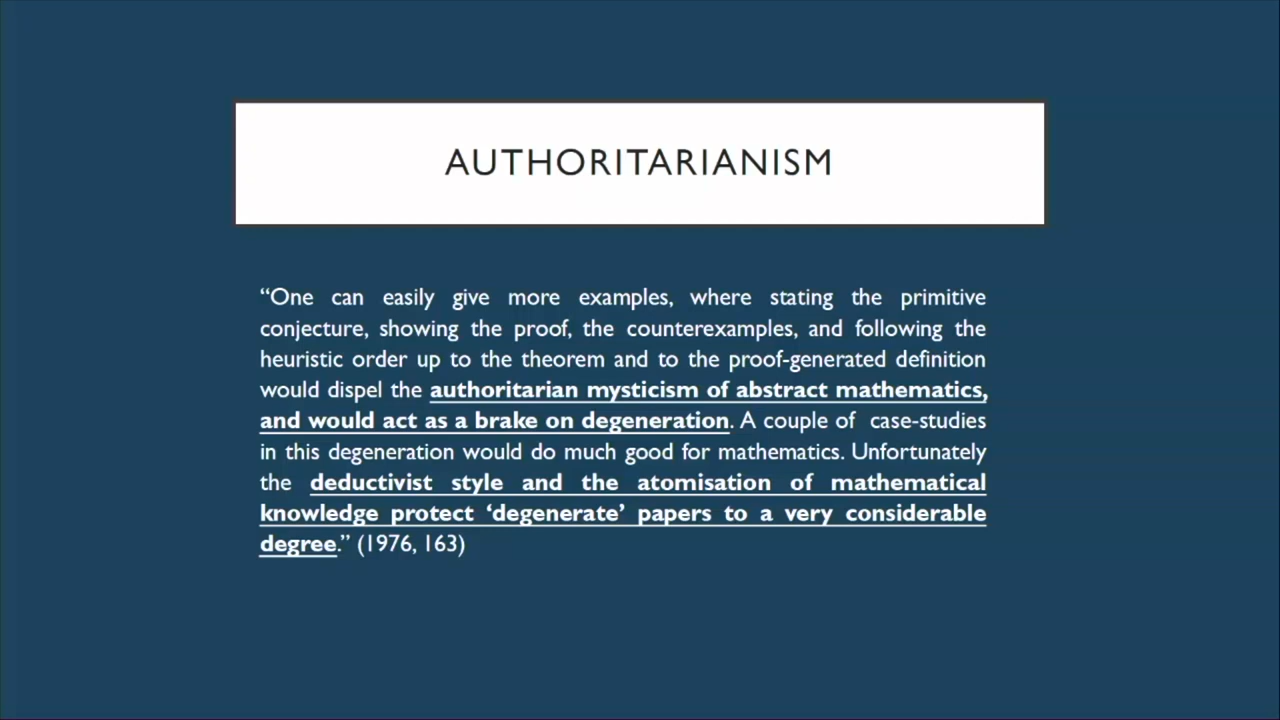 AUTHORITARIANISM
“One can easily give more examples, where stating the primitive
conjecture, showing the proof, the counterexamples, and following the
heuristic order up to the theorem and to the proof-generated definition
would dispel the authoritarian mysticism of abstract mathematics,
and would act as a brake on degeneration. A couple of case-studies
in this degeneration would do much good for mathematics. Unfortunately
the deductivist style and the atomisation of mathematical
knowledge protect ‘degenerate’ papers to a very considerable
degree.” (1976, 163)